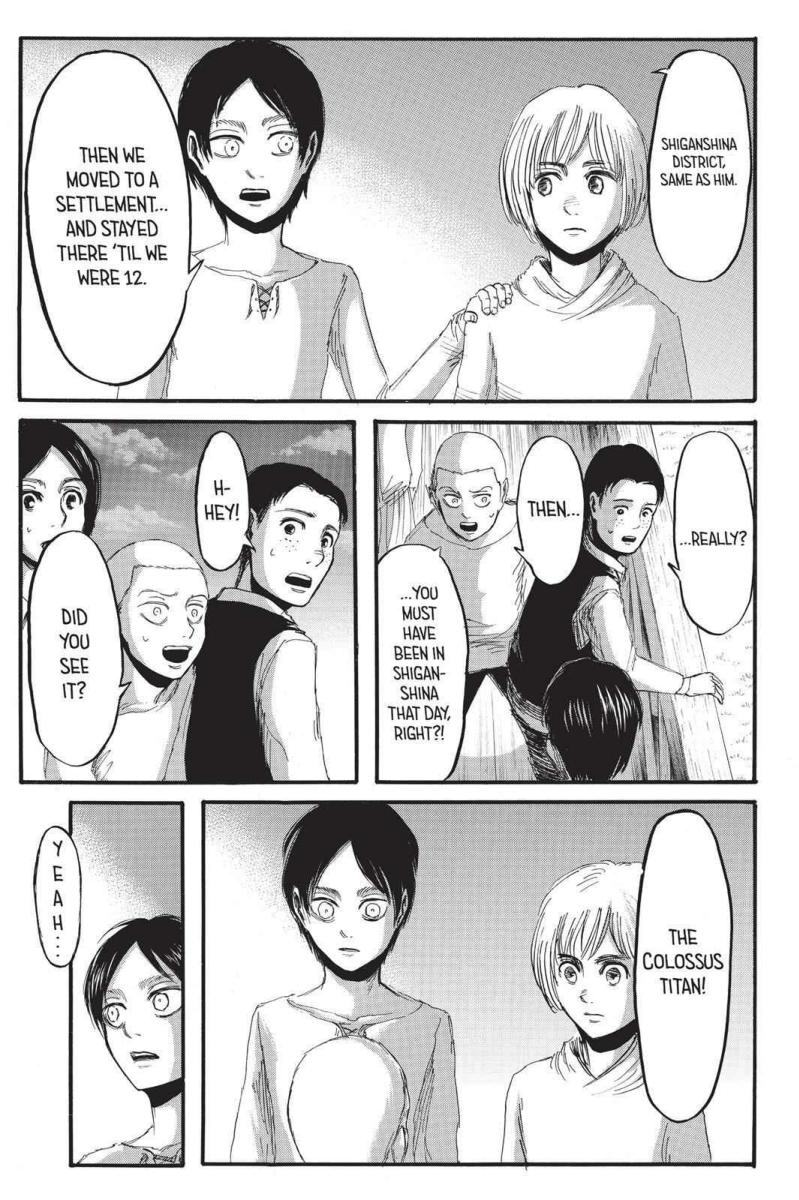 SHIGANSHINA
DISTRICT,
SAME AS HIM.
THEN WE
MOVED TO A
SETTLEMENT...
AND STAYED
THERE 'TIL WE
WERE 12.
...REALLY?
THEN...
...YOU
MUST
HAVE
BEEN IN
SHIGAN-
SHINA
THAT DAY,
RIGHT?!
H-
HEY!
DID
YOU
SEE
IT?
THE
COLOSSUS
TITAN!
YEAH...